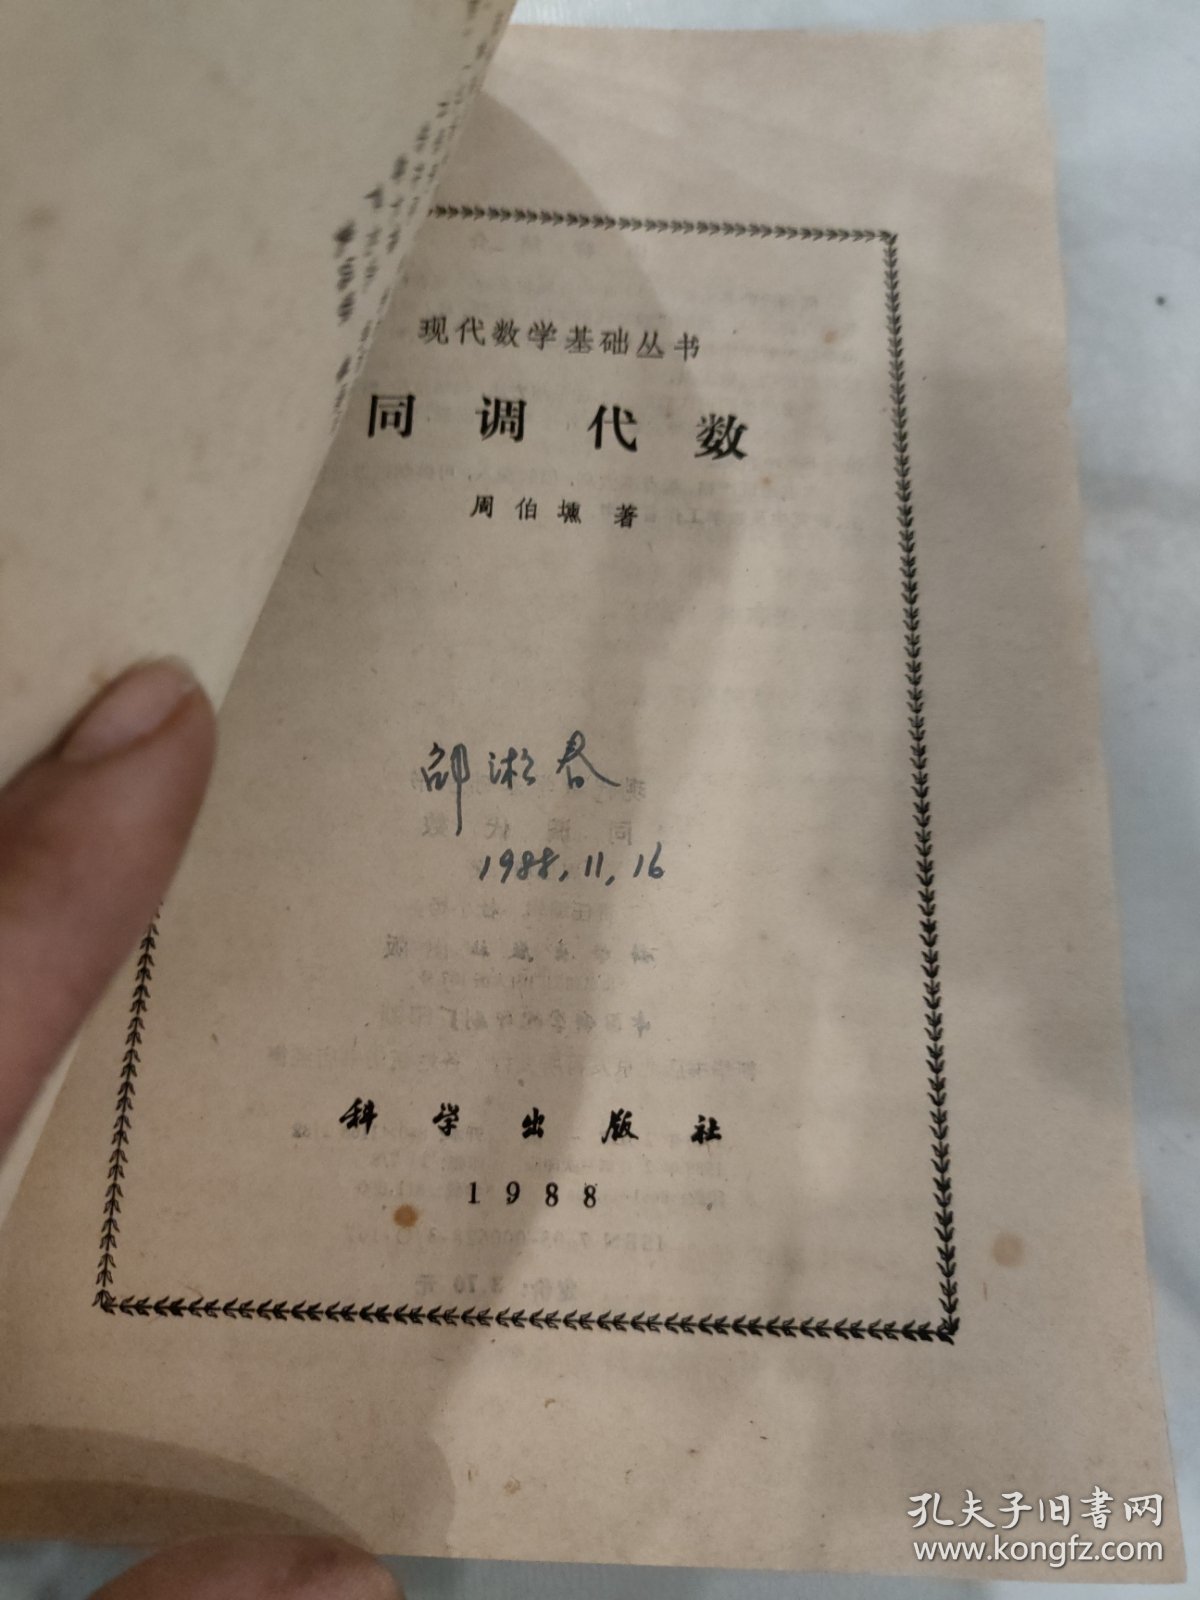 现代数学基础丛书
同调代数
周伯壎 著
1988.11.16
科学出版社
1988
孔夫子旧书网
www.kongfz.com